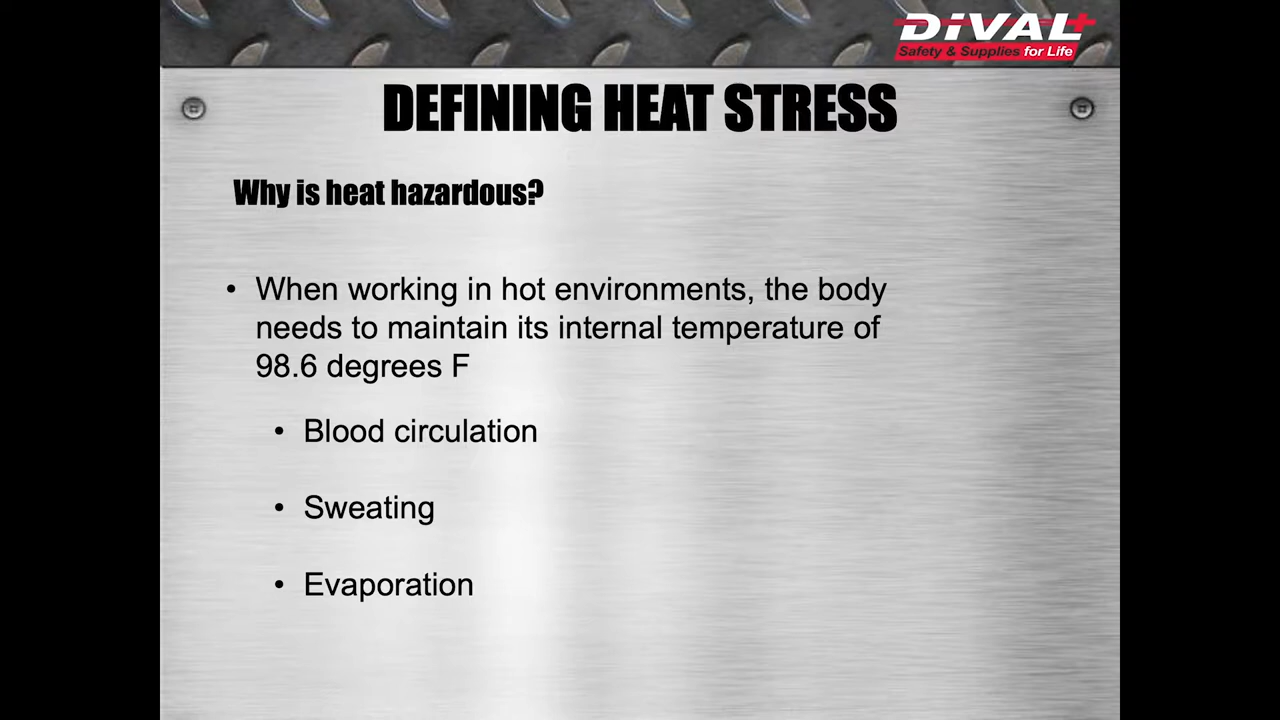 DiVAL
Safety & Supplies for Life
DEFINING HEAT STRESS
Why is heat hazardous?
• When working in hot environments, the body
needs to maintain its internal temperature of
98.6 degrees F
• Blood circulation
• Sweating
• Evaporation